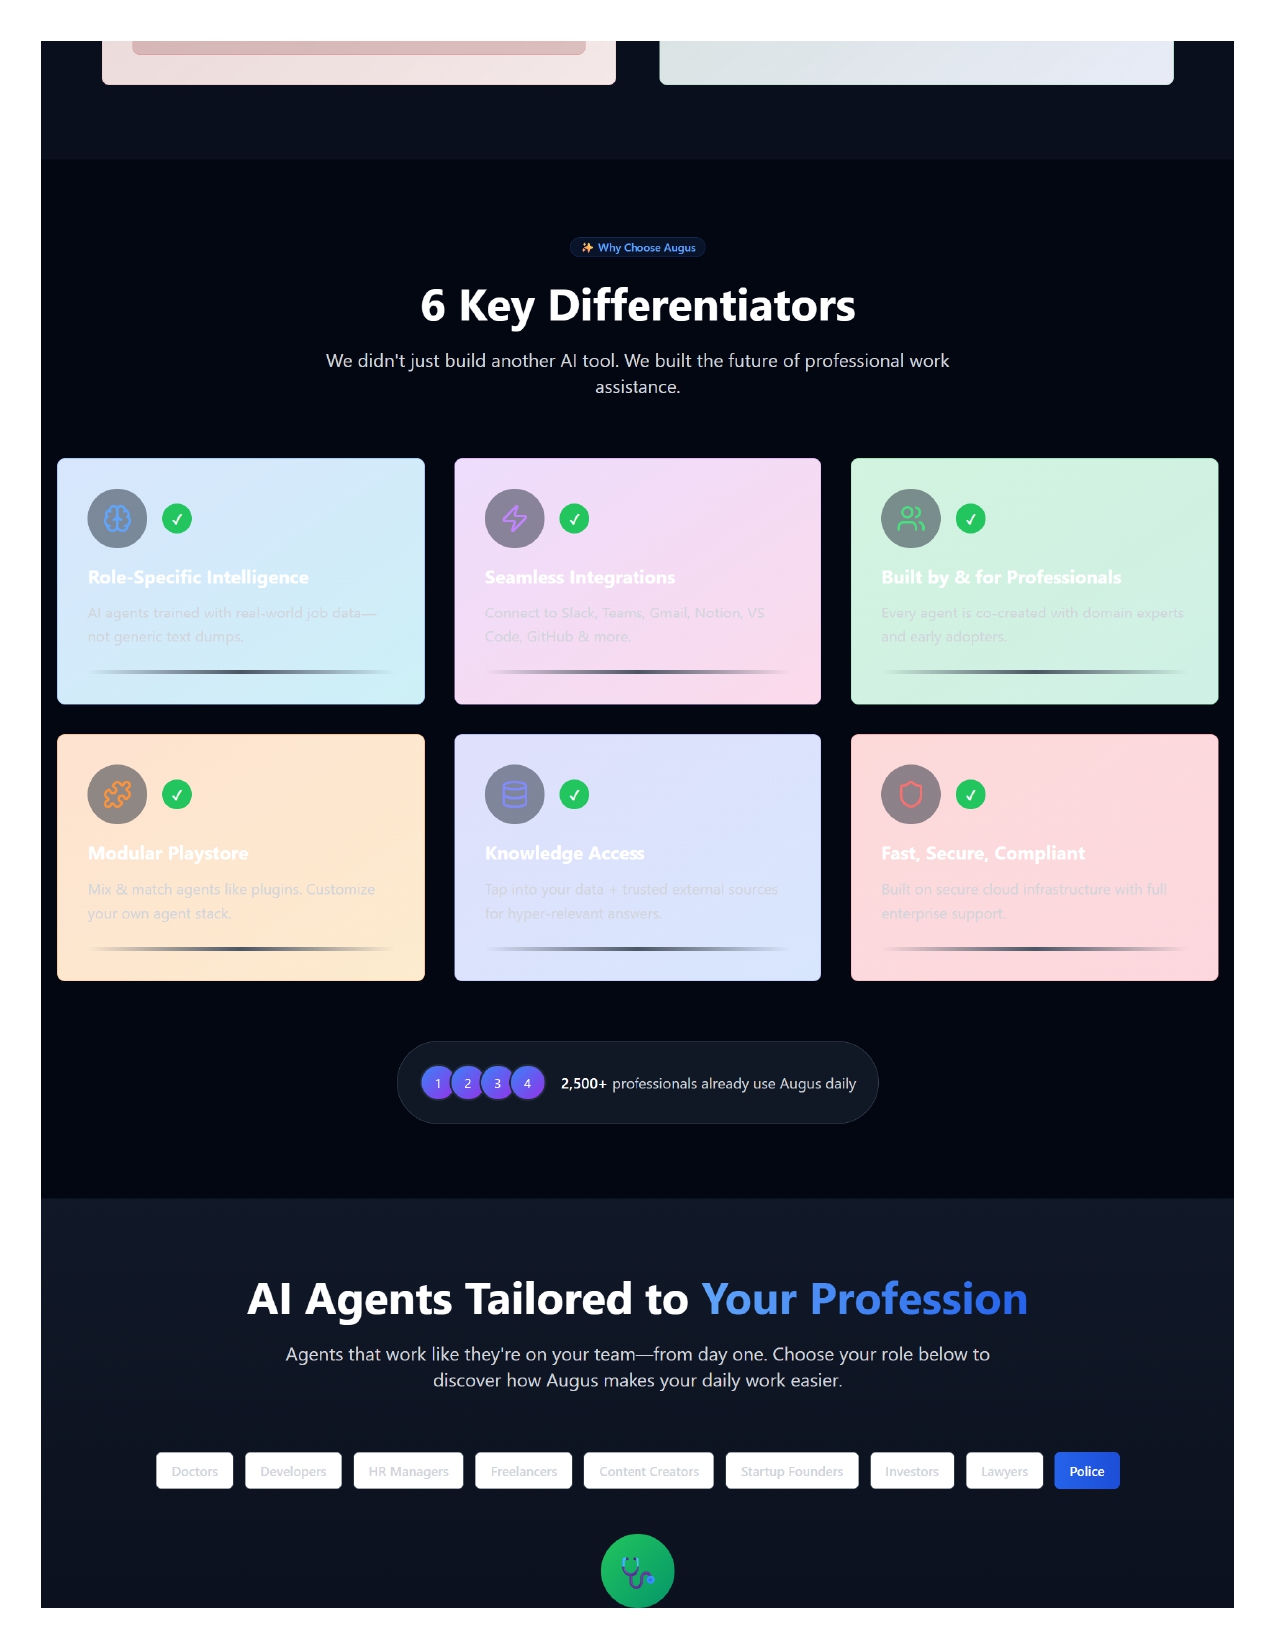 Why Choose Augus
6 Key Differentiators
We didn't just build another AI tool. We built the future of professional work
assistance.
Role-Specific Intelligence
AI agents trained with real-world job data—
not generic text dumps.
Seamless Integrations
Connect to Slack, Teams, Gmail, Notion, VS
Code, GitHub & more.
Built by & for Professionals
Every agent is co-created with domain experts
and early adopters.
Modular Playstore
Mix & match agents like plugins. Customize
your own agent stack.
Knowledge Access
Tap into your data + trusted external sources
for hyper-relevant answers.
Fast, Secure, Compliant
Built on secure cloud infrastructure with full
enterprise support.
1 2 3 4 2,500+ professionals already use Augus daily
AI Agents Tailored to Your Profession
Agents that work like they're on your team—from day one. Choose your role below to
discover how Augus makes your daily work easier.
Doctors Developers HR Managers Freelancers Content Creators Startup Founders Investors Lawyers Police